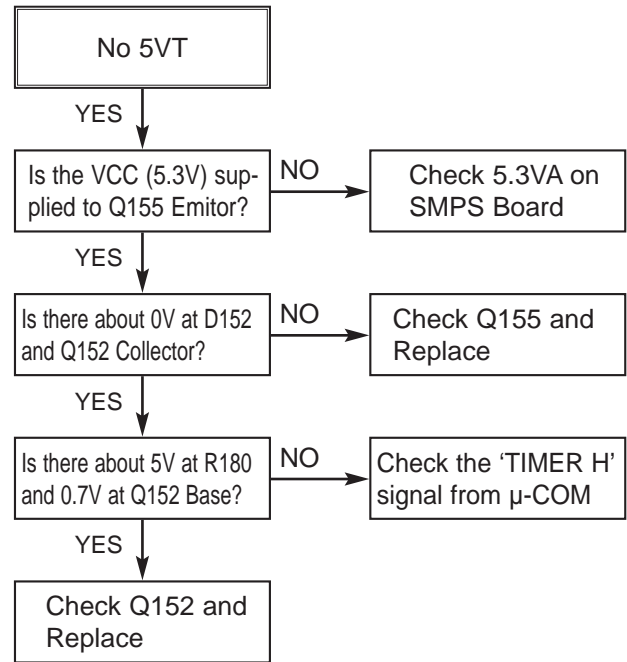 No 5VT
YES
Is the VCC (5.3V) sup-
plied to Q155 Emitor?
NO
Check 5.3VA on
SMPS Board
YES
Is there about 0V at D152
and Q152 Collector?
NO
Check Q155 and
Replace
YES
Is there about 5V at R180
and 0.7V at Q152 Base?
NO
Check the ‘TIMER H’
signal from µ-COM
YES
Check Q152 and
Replace